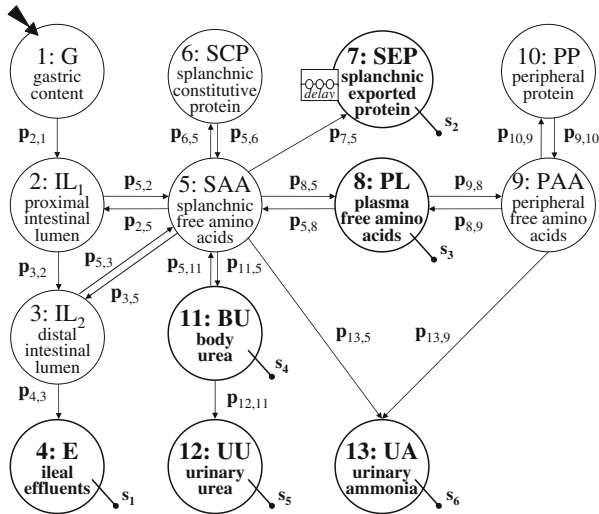 1: G
gastric
content
6: SCP
splanchnic
constitutive
protein
delay
7: SEP
splanchnic
exported
protein
s2
10: PP
peripheral
protein
p2,1
p6,5
p5,6
p7,5
p10,9
p9,10
2: IL1
proximal
intestinal
lumen
p5,2
p2,5
5: SAA
splanchnic
free amino
acids
p8,5
p5,8
8: PL
plasma
free amino
acids
s3
p9,8
p8,9
9: PAA
peripheral
free amino
acids
p3,2
p5,3
p3,5
p5,11
p11,5
3: IL2
distal
intestinal
lumen
11: BU
body
urea
s4
p13,5
p13,9
p4,3
p12,11
4: E
ileal
effluents
s1
12: UU
urinary
urea
s5
13: UA
urinary
ammonia
s6